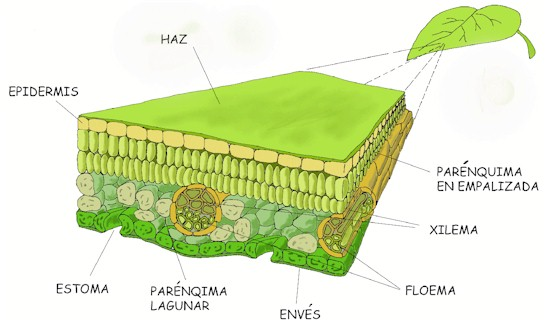 HAZ
EPIDERMIS
PARÉNQUIMA
EN EMPALIZADA
XILEMA
ESTOMA
PARÉNQIMA
LAGUNAR
FLOEMA
ENVÉS